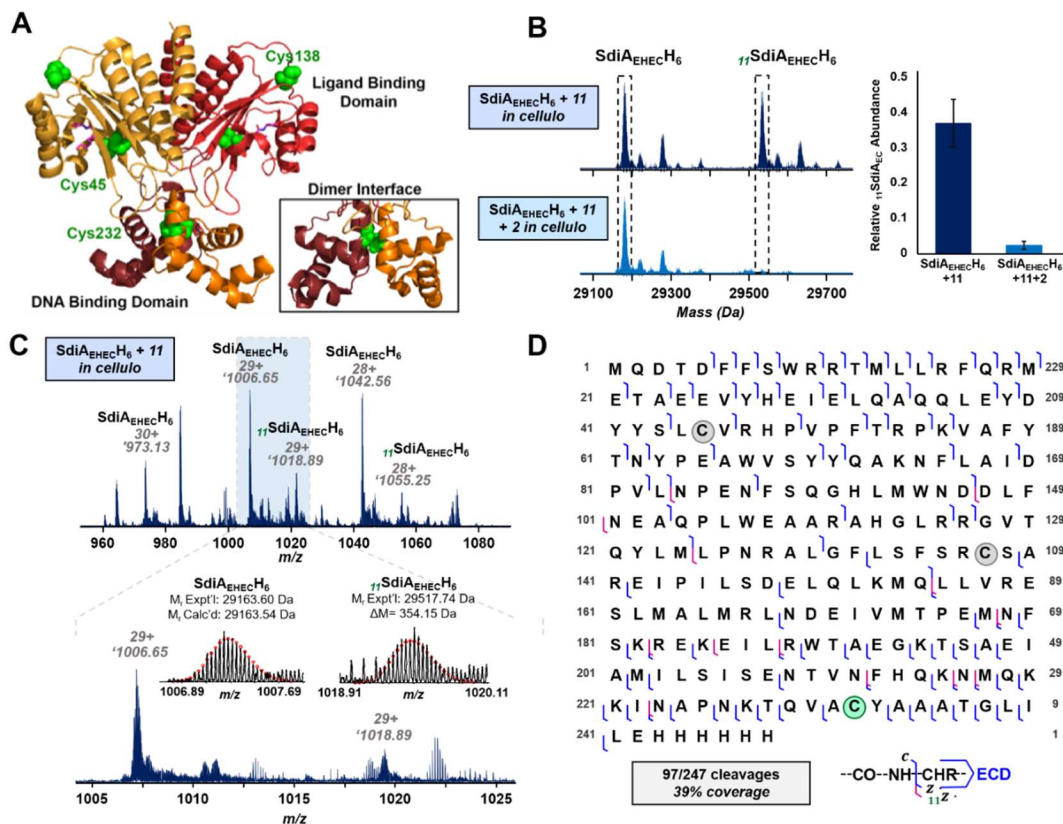 A
Cys138
Ligand Binding
Domain
Cys45
Cys232
Dimer Interface
DNA Binding Domain
B
SdiAEHECH6 11SdiAEHECH6
SdiAEHECH6 + 11
in cellulo
SdiAEHECH6 + 11
+ 2 in cellulo
29100 29300 29500 29700
Mass (Da)
Relative 11SdiAEC Abundance
0.5
0.4
0.3
0.2
0.1
0
SdiAEHECH6 SdiAEHECH6
+11 +11+2
C
SdiAEHECH6 + 11
in cellulo
SdiAEHECH6
29+
‘1006.65
SdiAEHECH6
28+
‘1042.56
SdiAEHECH6
30+
'973.13
11SdiAEHECH6
29+
‘1018.89
11SdiAEHECH6
28+
‘1055.25
960 980 1000 1020 1040 1060 1080
m/z
SdiAEHECH6
Mr Expt'l: 29163.60 Da
Mr Calc'd: 29163.54 Da
11SdiAEHECH6
Mr Expt'l: 29517.74 Da
ΔM= 354.15 Da
29+
‘1006.65
1006.89 m/z 1007.69
1018.91 m/z 1020.11
29+
‘1018.89
1005 1010 1015 1020 1025
m/z
D
1 M Q D T D F F S W R R T M L L R F Q R M 229
21 E T A E E V Y H E I E L Q A Q Q L E Y D 209
41 Y Y S L C V R H P V P F T R P K V A F Y 189
61 T N Y P E A W V S Y Y Q A K N F L A I D 169
81 P V L N P E N F S Q G H L M W N D D L F 149
101 N E A Q P L W E A A R A H G L R R G V T 129
121 Q Y L M L P N R A L G F L S F S R C S A 109
141 R E I P I L S D E L Q L K M Q L L V R E 89
161 S L M A L M R L N D E I V M T P E M N F 69
181 S K R E K E I L R W T A E G K T S A E I 49
201 A M I L S I S E N T V N F H Q K N M Q K 29
221 K I N A P N K T Q V A C Y A A A T G L I 9
241 L E H H H H H H 1
97/247 cleavages
39% coverage
c
--CO--NH--CHR-- ECD
z
11z ·